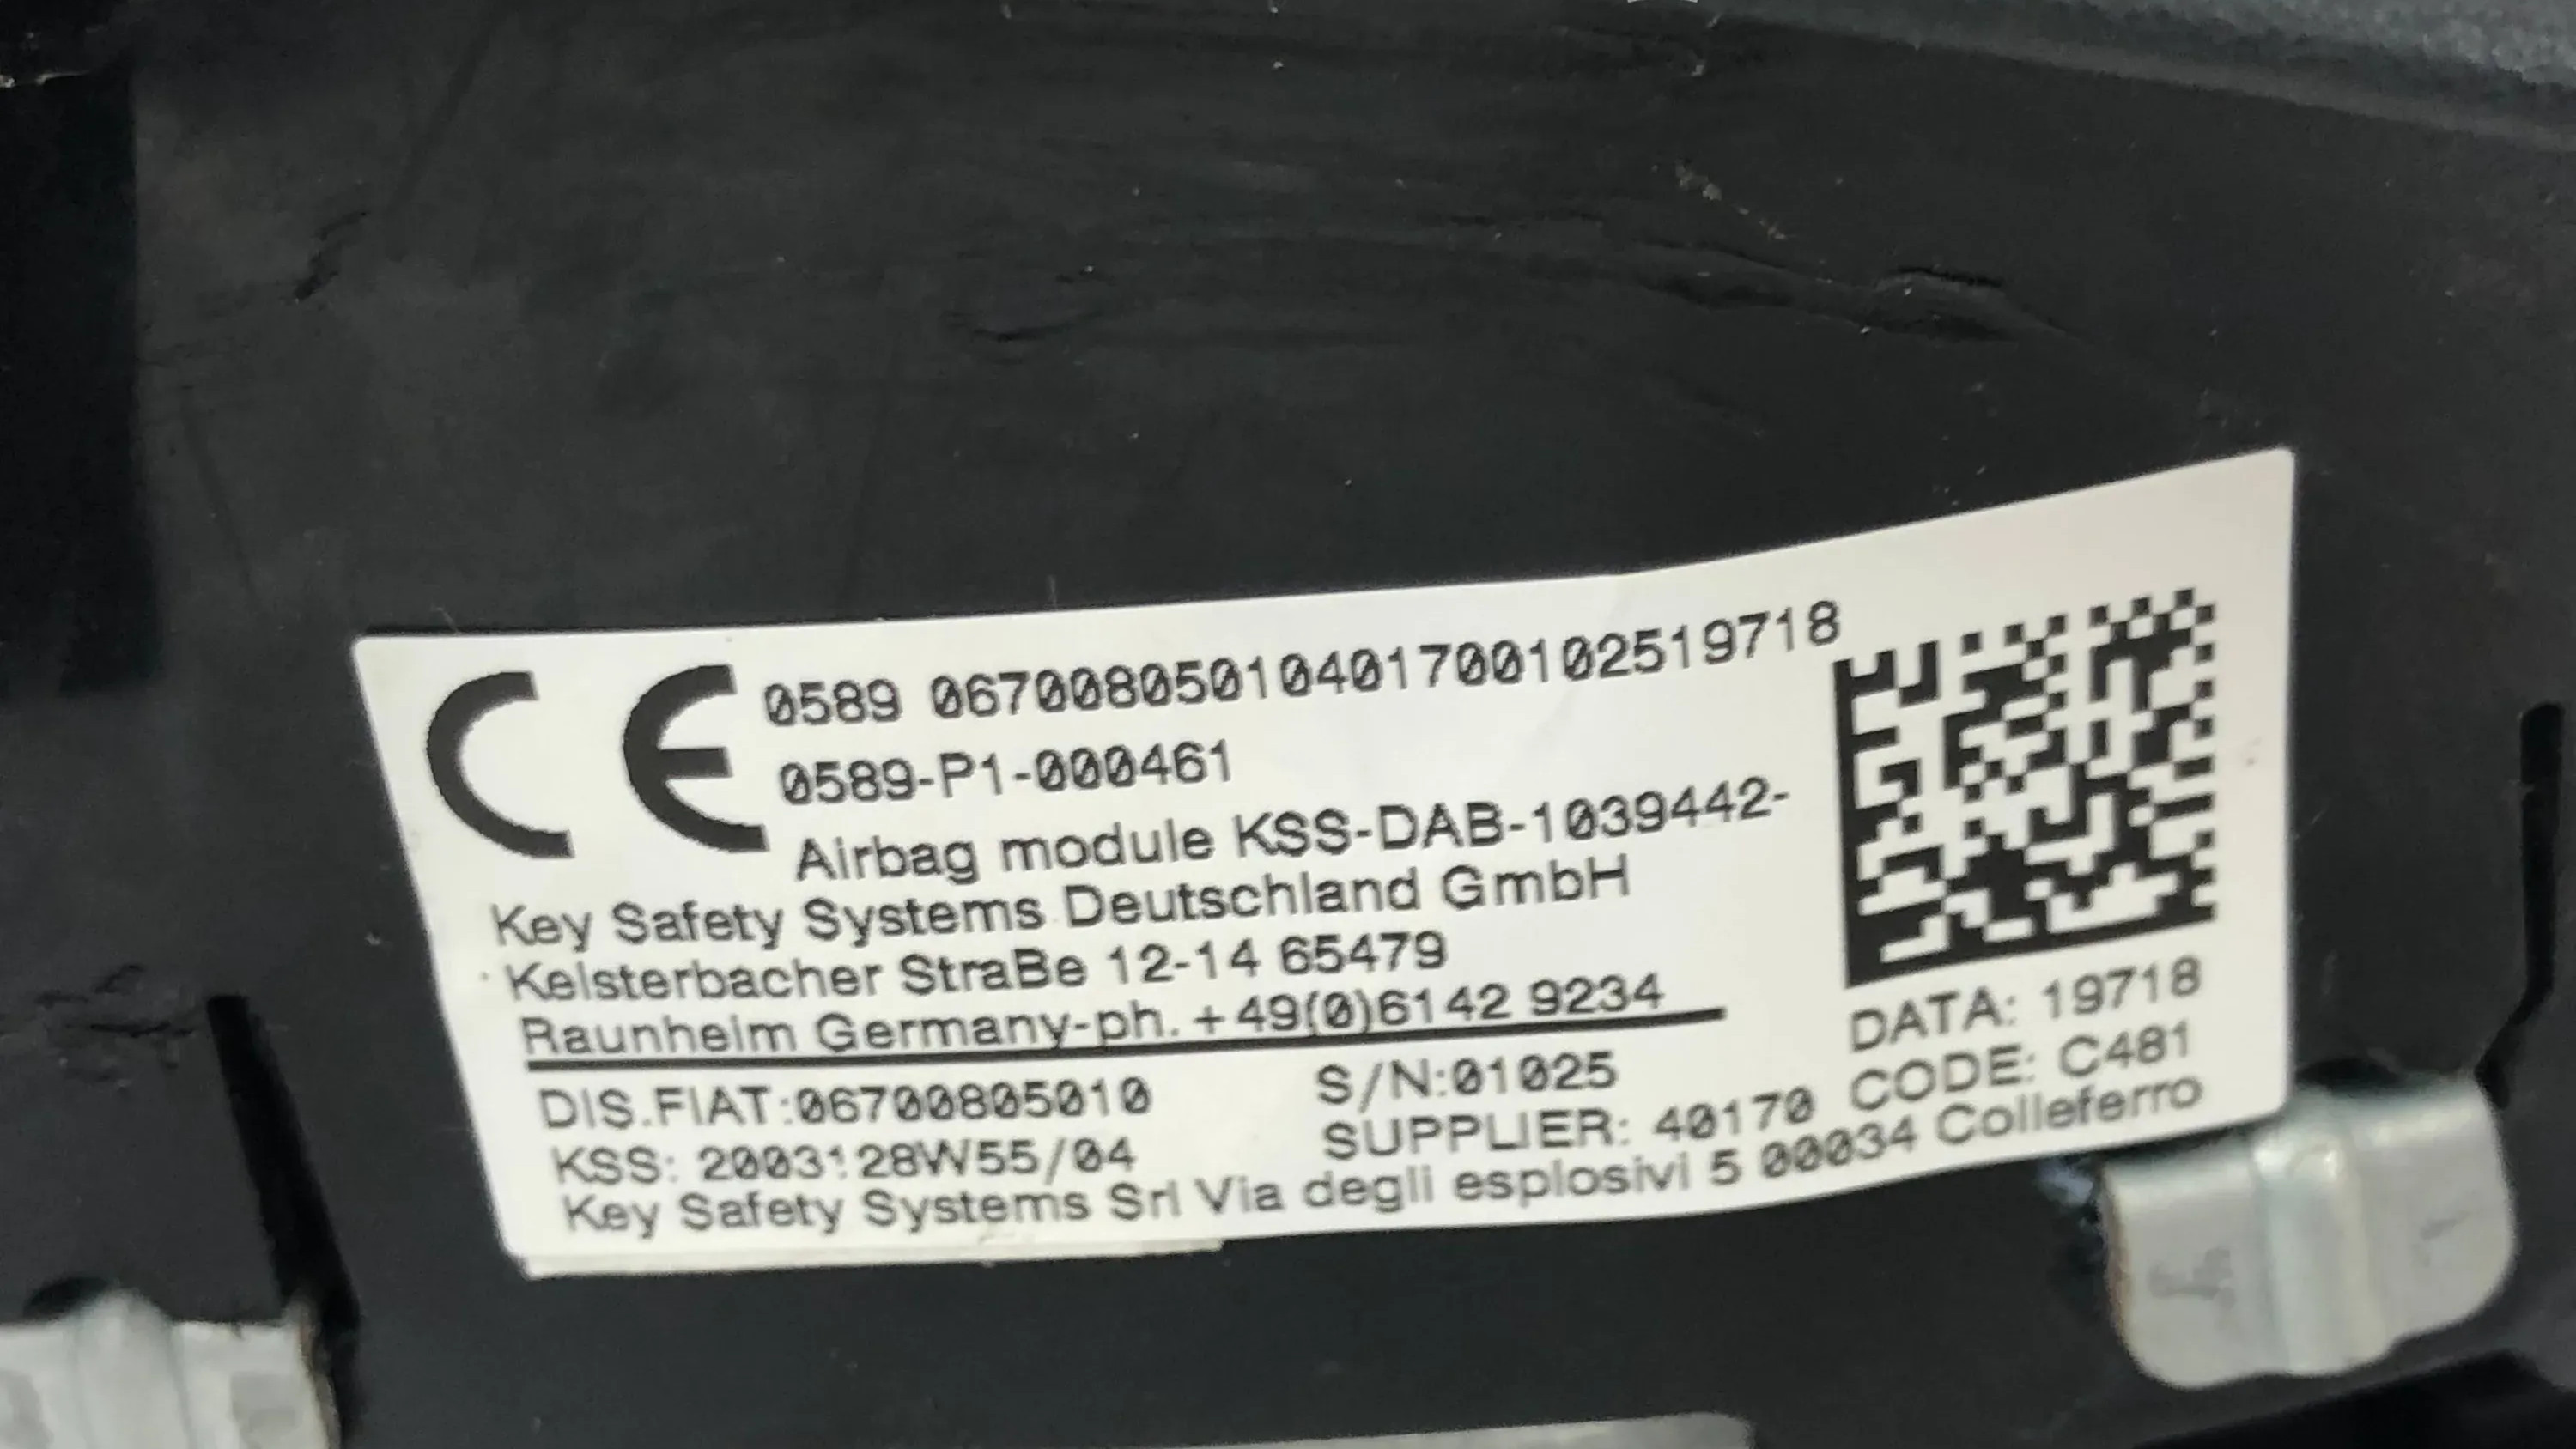 CE 0589 06700805010401700102519718
0589-P1-000461
Airbag module KSS-DAB-1039442-
Key Safety Systems Deutschland GmbH
Kelsterbacher StraBe 12-14 65479
Raunheim Germany-ph.+49(0)6142 9234
DATA: 19718
DIS.FIAT:06700805010 S/N:01025 CODE: C481
KSS: 2003128W55/04 SUPPLIER: 40170
Key Safety Systems Srl Via degli esplosivi 5 00034 Colleferro